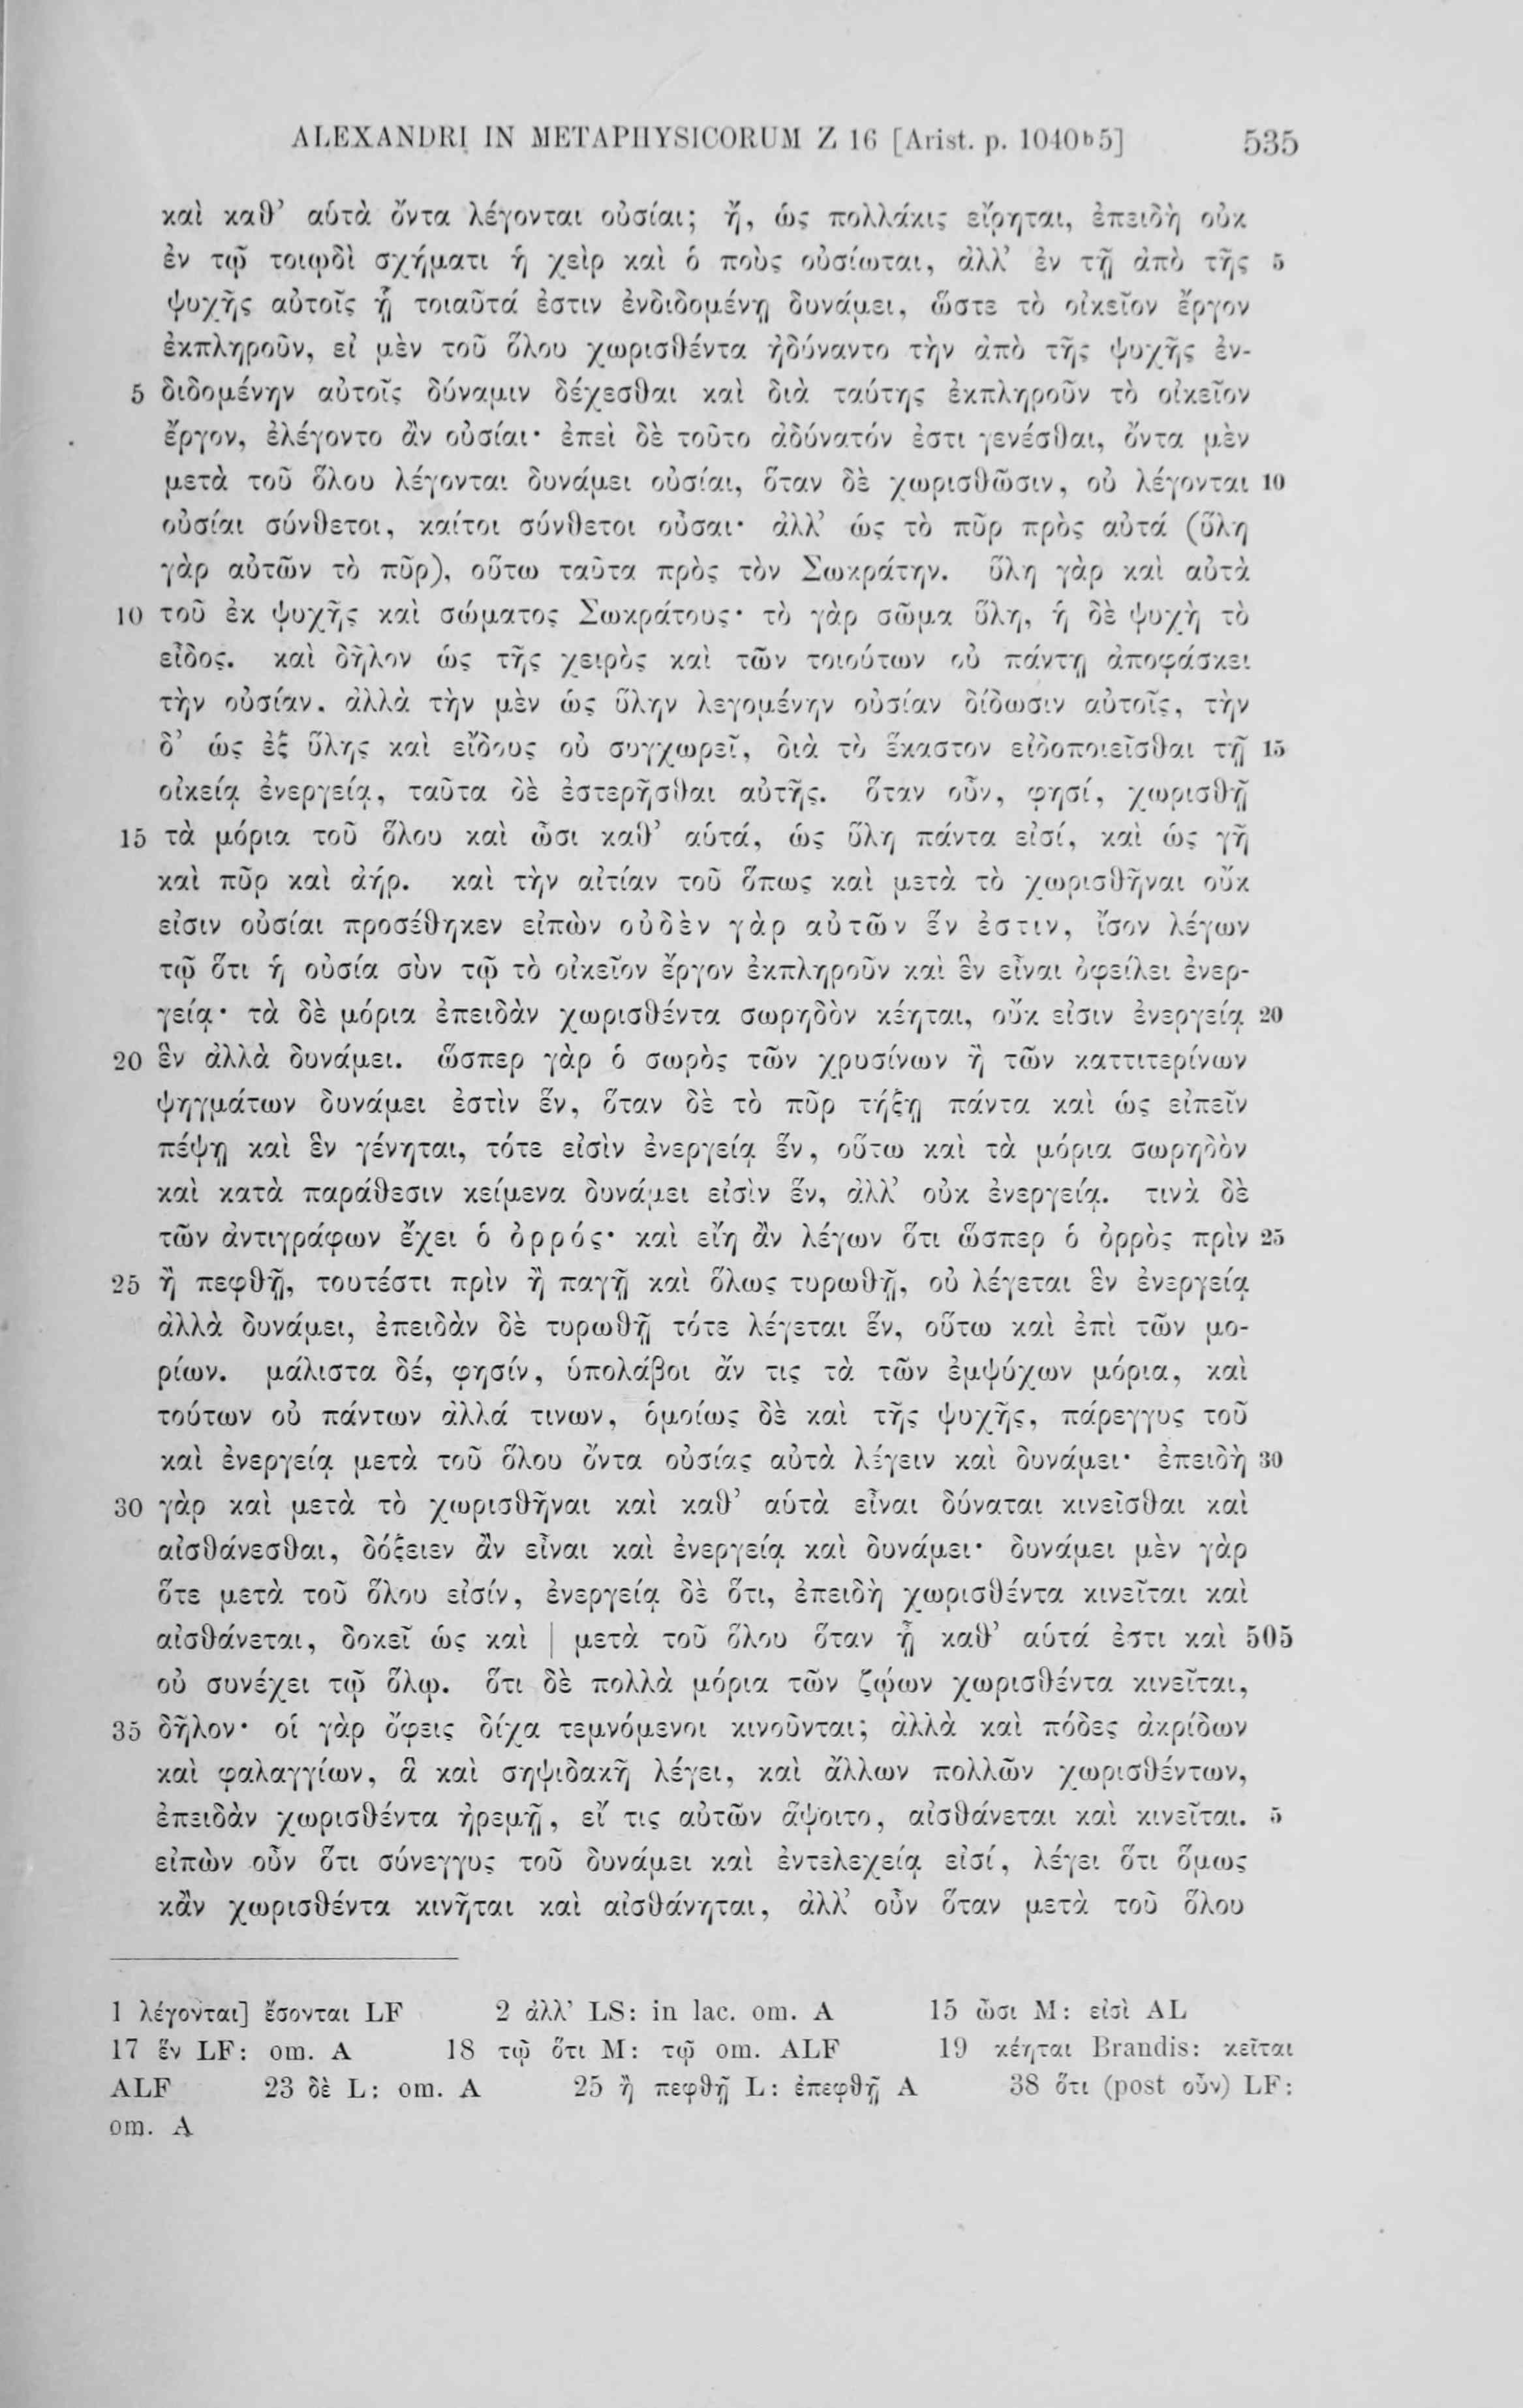 ALEXANDRI IN METAPHYSICORUM Z 16 [Arist. p. 1040ᵇ5] 535
καὶ καθ’ αὑτὰ ὄντα λέγονται οὐσίαι; ἤ, ὡς πολλάκις εἴρηται, ἐπειδὴ οὐκ
ἐν τῷ τοιῳδὶ σχήματι ἡ χεὶρ καὶ ὁ ποὺς οὐσίωται, ἀλλ’ ἐν τῇ ἀπὸ τῆς 5
ψυχῆς αὐτοῖς ᾗ τοιαῦτά ἐστιν ἐνδιδομένῃ δυνάμει, ὥστε τὸ οἰκεῖον ἔργον
ἐκπληροῦν, εἰ μὲν τοῦ ὅλου χωρισθέντα ἠδύναντο τὴν ἀπὸ τῆς ψυχῆς ἐν-
5 διδομένην αὐτοῖς δύναμιν δέχεσθαι καὶ διὰ ταύτης ἐκπληροῦν τὸ οἰκεῖον
ἔργον, ἐλέγοντο ἂν οὐσίαι· ἐπεὶ δὲ τοῦτο ἀδύνατόν ἐστι γενέσθαι, ὄντα μὲν
μετὰ τοῦ ὅλου λέγονται δυνάμει οὐσίαι, ὅταν δὲ χωρισθῶσιν, οὐ λέγονται 10
οὐσίαι σύνθετοι, καίτοι σύνθετοι οὖσαι· ἀλλ’ ὡς τὸ πῦρ πρὸς αὐτά (ὕλη
γὰρ αὐτῶν τὸ πῦρ), οὕτω ταῦτα πρὸς τὸν Σωκράτην. ὕλη γὰρ καὶ αὐτὰ
10 τοῦ ἐκ ψυχῆς καὶ σώματος Σωκράτους· τὸ γὰρ σῶμα ὕλη, ἡ δὲ ψυχὴ τὸ
εἶδος. καὶ δῆλον ὡς τῆς χειρὸς καὶ τῶν τοιούτων οὐ πάντῃ ἀποφάσκει
τὴν οὐσίαν. ἀλλὰ τὴν μὲν ὡς ὕλην λεγομένην οὐσίαν δίδωσιν αὐτοῖς, τὴν
δ’ ὡς ἐξ ὕλης καὶ εἴδους οὐ συγχωρεῖ, διὰ τὸ ἕκαστον εἰδοποιεῖσθαι τῇ 15
οἰκείᾳ ἐνεργείᾳ, ταῦτα δὲ ἐστερῆσθαι αὐτῆς. ὅταν οὖν, φησί, χωρισθῇ
15 τὰ μόρια τοῦ ὅλου καὶ ὦσι καθ’ αὑτά, ὡς ὕλη πάντα εἰσί, καὶ ὡς γῆ
καὶ πῦρ καὶ ἀήρ. καὶ τὴν αἰτίαν τοῦ ὅπως καὶ μετὰ τὸ χωρισθῆναι οὔκ
εἰσιν οὐσίαι προσέθηκεν εἰπὼν οὐδὲν γὰρ αὐτῶν ἕν ἐστιν, ἴσον λέγων
τῷ ὅτι ἡ οὐσία σὺν τῷ τὸ οἰκεῖον ἔργον ἐκπληροῦν καὶ ἓν εἶναι ὀφείλει ἐνερ-
γείᾳ· τὰ δὲ μόρια ἐπειδὰν χωρισθέντα σωρηδὸν κέηται, οὔκ εἰσιν ἐνεργείᾳ 20
20 ἓν ἀλλὰ δυνάμει. ὥσπερ γὰρ ὁ σωρὸς τῶν χρυσίνων ἢ τῶν καττιτερίνων
ψηγμάτων δυνάμει ἐστὶν ἕν, ὅταν δὲ τὸ πῦρ τήξῃ πάντα καὶ ὡς εἰπεῖν
πέψῃ καὶ ἓν γένηται, τότε εἰσὶν ἐνεργείᾳ ἕν, οὕτω καὶ τὰ μόρια σωρηδὸν
καὶ κατὰ παράθεσιν κείμενα δυνάμει εἰσὶν ἕν, ἀλλ’ οὐκ ἐνεργείᾳ. τινὰ δὲ
τῶν ἀντιγράφων ἔχει ὁ ὀρρός· καὶ εἴη ἂν λέγων ὅτι ὥσπερ ὁ ὀρρὸς πρὶν 25
25 ἢ πεφθῇ, τουτέστι πρὶν ἢ παγῇ καὶ ὅλως τυρωθῇ, οὐ λέγεται ἓν ἐνεργείᾳ
ἀλλὰ δυνάμει, ἐπειδὰν δὲ τυρωθῇ τότε λέγεται ἕν, οὕτω καὶ ἐπὶ τῶν μο-
ρίων. μάλιστα δέ, φησίν, ὑπολάβοι ἄν τις τὰ τῶν ἐμψύχων μόρια, καὶ
τούτων οὐ πάντων ἀλλά τινων, ὁμοίως δὲ καὶ τῆς ψυχῆς, πάρεγγυς τοῦ
καὶ ἐνεργείᾳ μετὰ τοῦ ὅλου ὄντα οὐσίας αὐτὰ λέγειν καὶ δυνάμει· ἐπειδὴ 30
30 γὰρ καὶ μετὰ τὸ χωρισθῆναι καὶ καθ’ αὑτὰ εἶναι δύναται κινεῖσθαι καὶ
αἰσθάνεσθαι, δόξειεν ἂν εἶναι καὶ ἐνεργείᾳ καὶ δυνάμει· δυνάμει μὲν γὰρ
ὅτε μετὰ τοῦ ὅλου εἰσίν, ἐνεργείᾳ δὲ ὅτι, ἐπειδὴ χωρισθέντα κινεῖται καὶ
αἰσθάνεται, δοκεῖ ὡς καὶ | μετὰ τοῦ ὅλου ὅταν ᾖ καθ’ αὑτά ἐστι καὶ 505
οὐ συνέχει τῷ ὅλῳ. ὅτι δὲ πολλὰ μόρια τῶν ζῴων χωρισθέντα κινεῖται,
35 δῆλον· οἱ γὰρ ὄφεις δίχα τεμνόμενοι κινοῦνται; ἀλλὰ καὶ πόδες ἀκρίδων
καὶ φαλαγγίων, ἃ καὶ σηψιδακῆ λέγει, καὶ ἄλλων πολλῶν χωρισθέντων,
ἐπειδὰν χωρισθέντα ἠρεμῇ, εἴ τις αὐτῶν ἅψοιτο, αἰσθάνεται καὶ κινεῖται. 5
εἰπὼν οὖν ὅτι σύνεγγυς τοῦ δυνάμει καὶ ἐντελεχείᾳ εἰσί, λέγει ὅτι ὅμως
κἂν χωρισθέντα κινῆται καὶ αἰσθάνηται, ἀλλ’ οὖν ὅταν μετὰ τοῦ ὅλου
1 λέγονται] ἔσονται LF 2 ἀλλ’ LS: in lac. om. A 15 ὦσι M: εἰσὶ AL
17 ἕν LF: om. A 18 τῷ ὅτι M: τῷ om. ALF 19 κέηται Brandis: κεῖται
ALF 23 δὲ L: om. A 25 ἢ πεφθῇ L: ἐπεφθῇ A 38 ὅτι (post οὖν) LF:
om. A